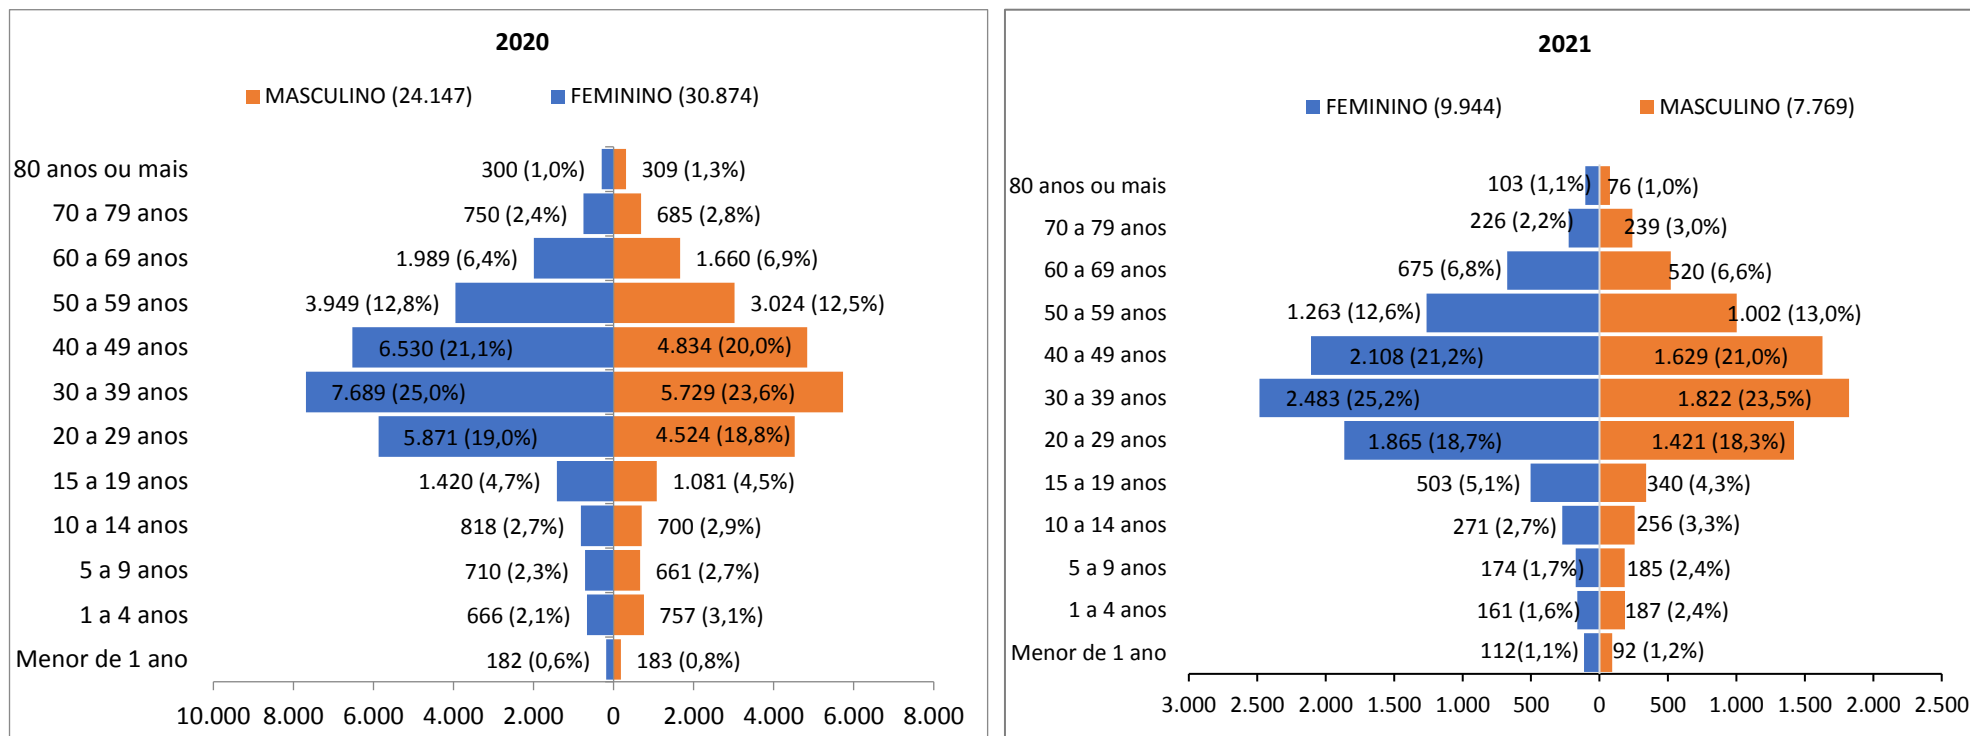 2020
MASCULINO (24.147) FEMININO (30.874)
80 anos ou mais 300 (1,0%) 309 (1,3%)
70 a 79 anos 750 (2,4%) 685 (2,8%)
60 a 69 anos 1.989 (6,4%) 1.660 (6,9%)
50 a 59 anos 3.949 (12,8%) 3.024 (12,5%)
40 a 49 anos 6.530 (21,1%) 4.834 (20,0%)
30 a 39 anos 7.689 (25,0%) 5.729 (23,6%)
20 a 29 anos 5.871 (19,0%) 4.524 (18,8%)
15 a 19 anos 1.420 (4,7%) 1.081 (4,5%)
10 a 14 anos 818 (2,7%) 700 (2,9%)
5 a 9 anos 710 (2,3%) 661 (2,7%)
1 a 4 anos 666 (2,1%) 757 (3,1%)
Menor de 1 ano 182 (0,6%) 183 (0,8%)
10.000 8.000 6.000 4.000 2.000 0 2.000 4.000 6.000 8.000
2021
FEMININO (9.944) MASCULINO (7.769)
80 anos ou mais 103 (1,1%) 76 (1,0%)
70 a 79 anos 226 (2,2%) 239 (3,0%)
60 a 69 anos 675 (6,8%) 520 (6,6%)
50 a 59 anos 1.263 (12,6%) 1.002 (13,0%)
40 a 49 anos 2.108 (21,2%) 1.629 (21,0%)
30 a 39 anos 2.483 (25,2%) 1.822 (23,5%)
20 a 29 anos 1.865 (18,7%) 1.421 (18,3%)
15 a 19 anos 503 (5,1%) 340 (4,3%)
10 a 14 anos 271 (2,7%) 256 (3,3%)
5 a 9 anos 174 (1,7%) 185 (2,4%)
1 a 4 anos 161 (1,6%) 187 (2,4%)
Menor de 1 ano 112(1,1%) 92 (1,2%)
3.000 2.500 2.000 1.500 1.000 500 0 500 1.000 1.500 2.000 2.500